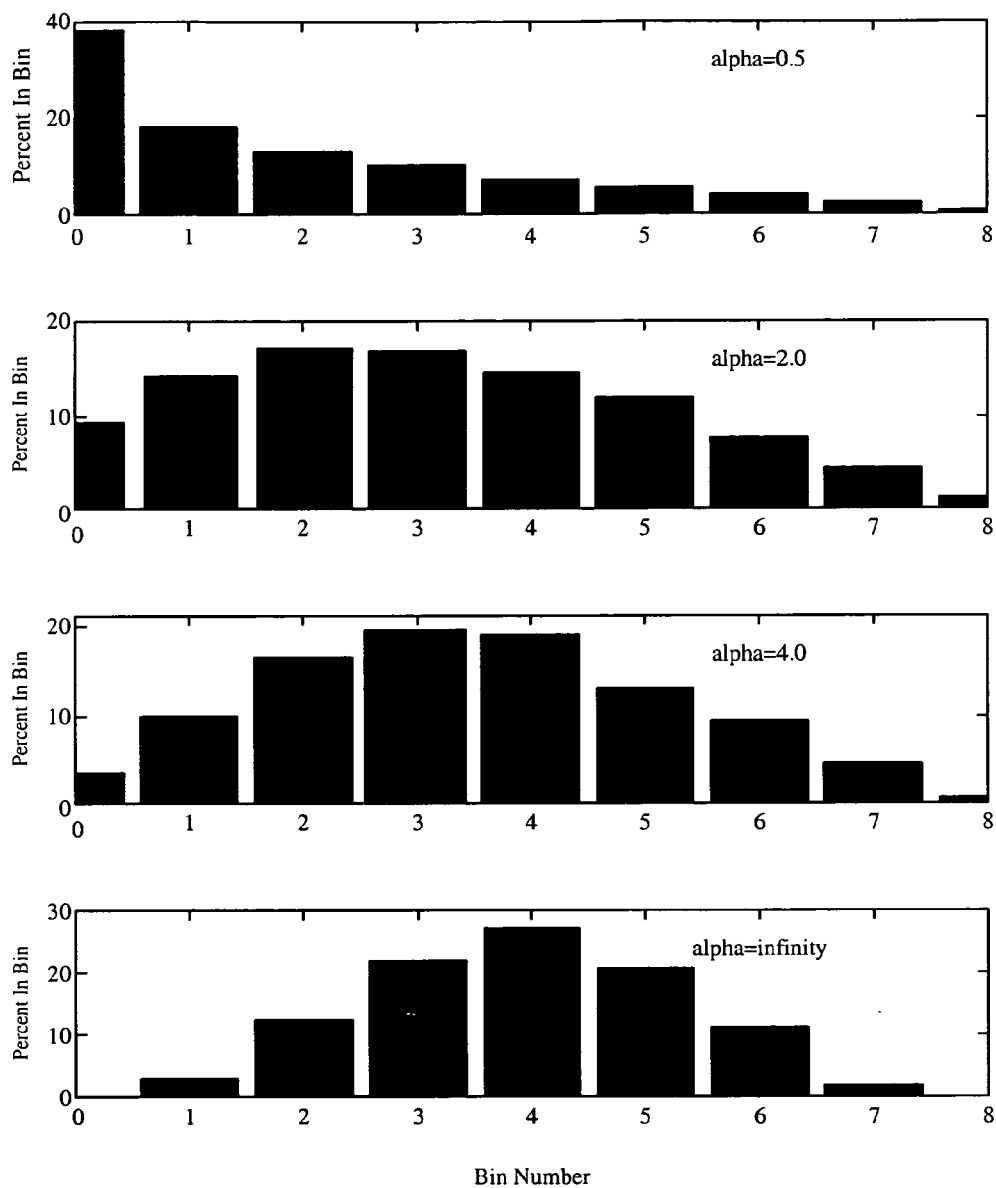 Percent In Bin
40
20
0
alpha=0.5
0 1 2 3 4 5 6 7 8
Percent In Bin
20
10
0
alpha=2.0
0 1 2 3 4 5 6 7 8
Percent In Bin
20
10
0
alpha=4.0
0 1 2 3 4 5 6 7 8
Percent In Bin
30
20
10
0
alpha=infinity
0 1 2 3 4 5 6 7 8
Bin Number